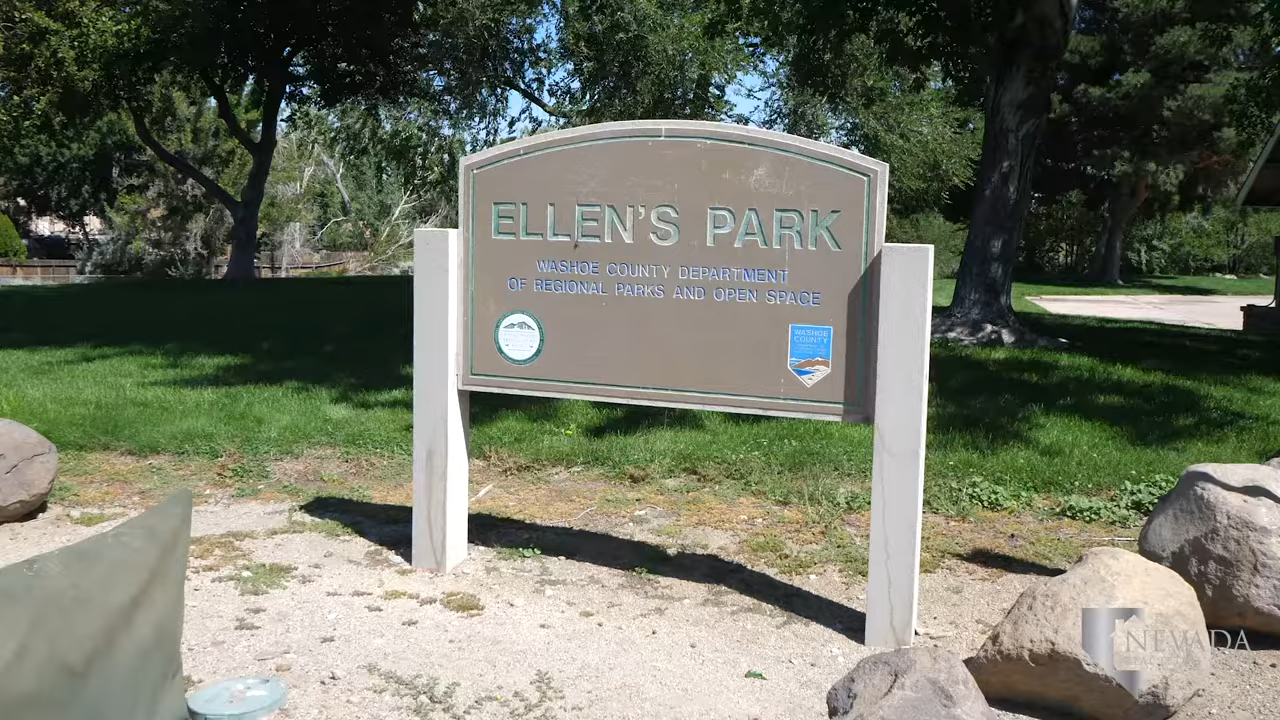 ELLEN'S PARK
WASHOE COUNTY DEPARTMENT
OF REGIONAL PARKS AND OPEN SPACE
WASHOE
COUNTY
NEVADA